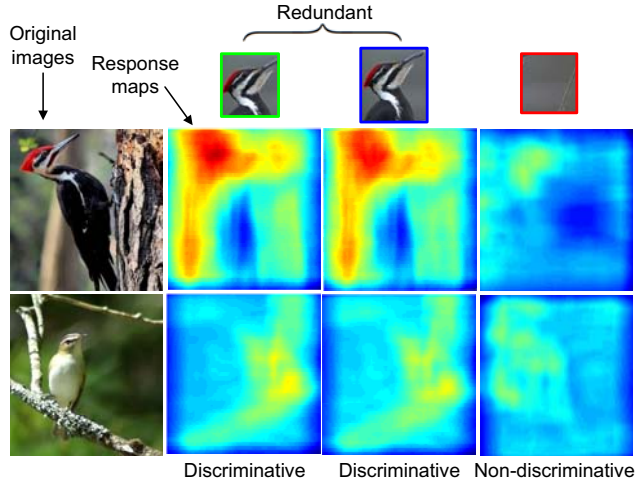 Redundant
Original
images
Response
maps
Discriminative
Discriminative
Non-discriminative